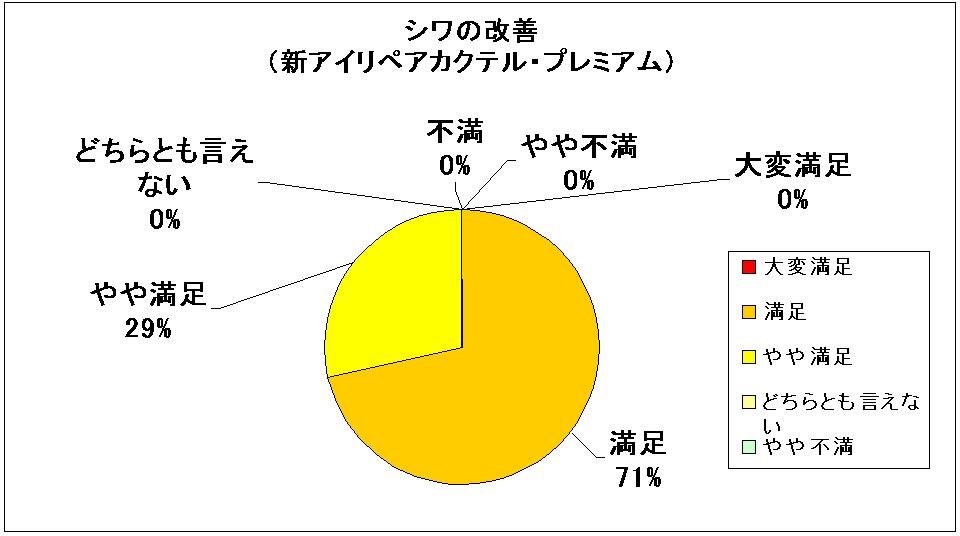 シワの改善
（新アイリペアカクテル・プレミアム）
不満
0%
やや不満
0%
どちらとも言え
ない
0%
大変満足
0%
やや満足
29%
満足
71%
大変満足
満足
やや満足
どちらとも言えな
い
やや不満